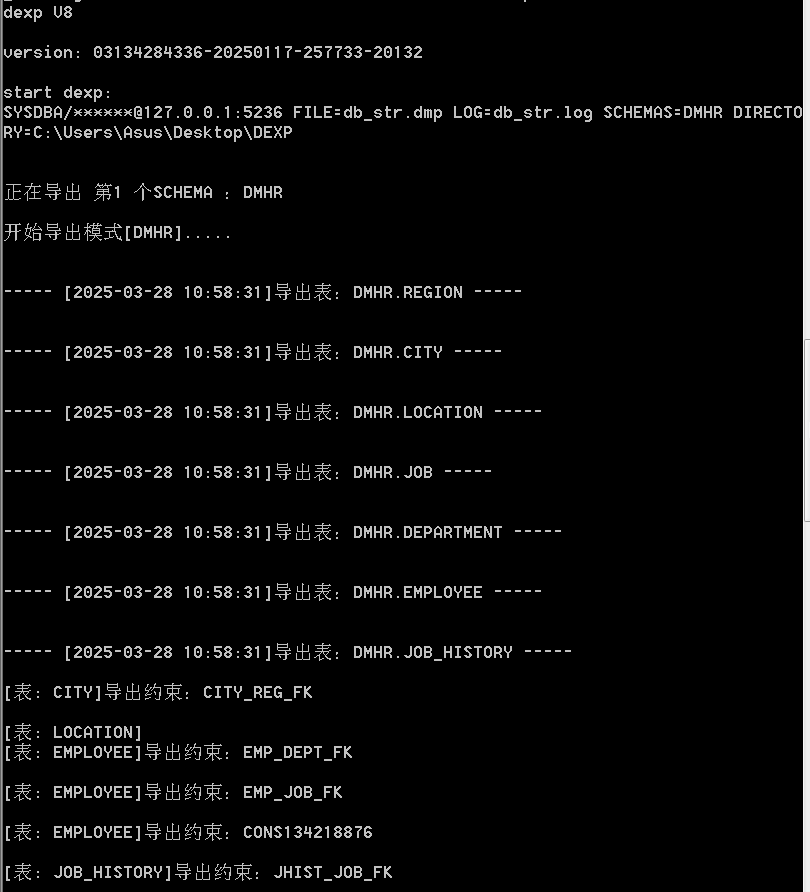 dexp V8
version: 03134284336-20250117-257733-20132
start dexp:
SYSDBA/******@127.0.0.1:5236 FILE=db_str.dmp LOG=db_str.log SCHEMAS=DMHR DIRECTO
RY=C:\Users\Asus\Desktop\DEXP
正在导出 第1 个SCHEMA ：DMHR
开始导出模式[DMHR].....
----- [2025-03-28 10:58:31]导出表：DMHR.REGION -----
----- [2025-03-28 10:58:31]导出表：DMHR.CITY -----
----- [2025-03-28 10:58:31]导出表：DMHR.LOCATION -----
----- [2025-03-28 10:58:31]导出表：DMHR.JOB -----
----- [2025-03-28 10:58:31]导出表：DMHR.DEPARTMENT -----
----- [2025-03-28 10:58:31]导出表：DMHR.EMPLOYEE -----
----- [2025-03-28 10:58:31]导出表：DMHR.JOB_HISTORY -----
[表：CITY]导出约束：CITY_REG_FK
[表：LOCATION]
[表：EMPLOYEE]导出约束：EMP_DEPT_FK
[表：EMPLOYEE]导出约束：EMP_JOB_FK
[表：EMPLOYEE]导出约束：CONS134218876
[表：JOB_HISTORY]导出约束：JHIST_JOB_FK